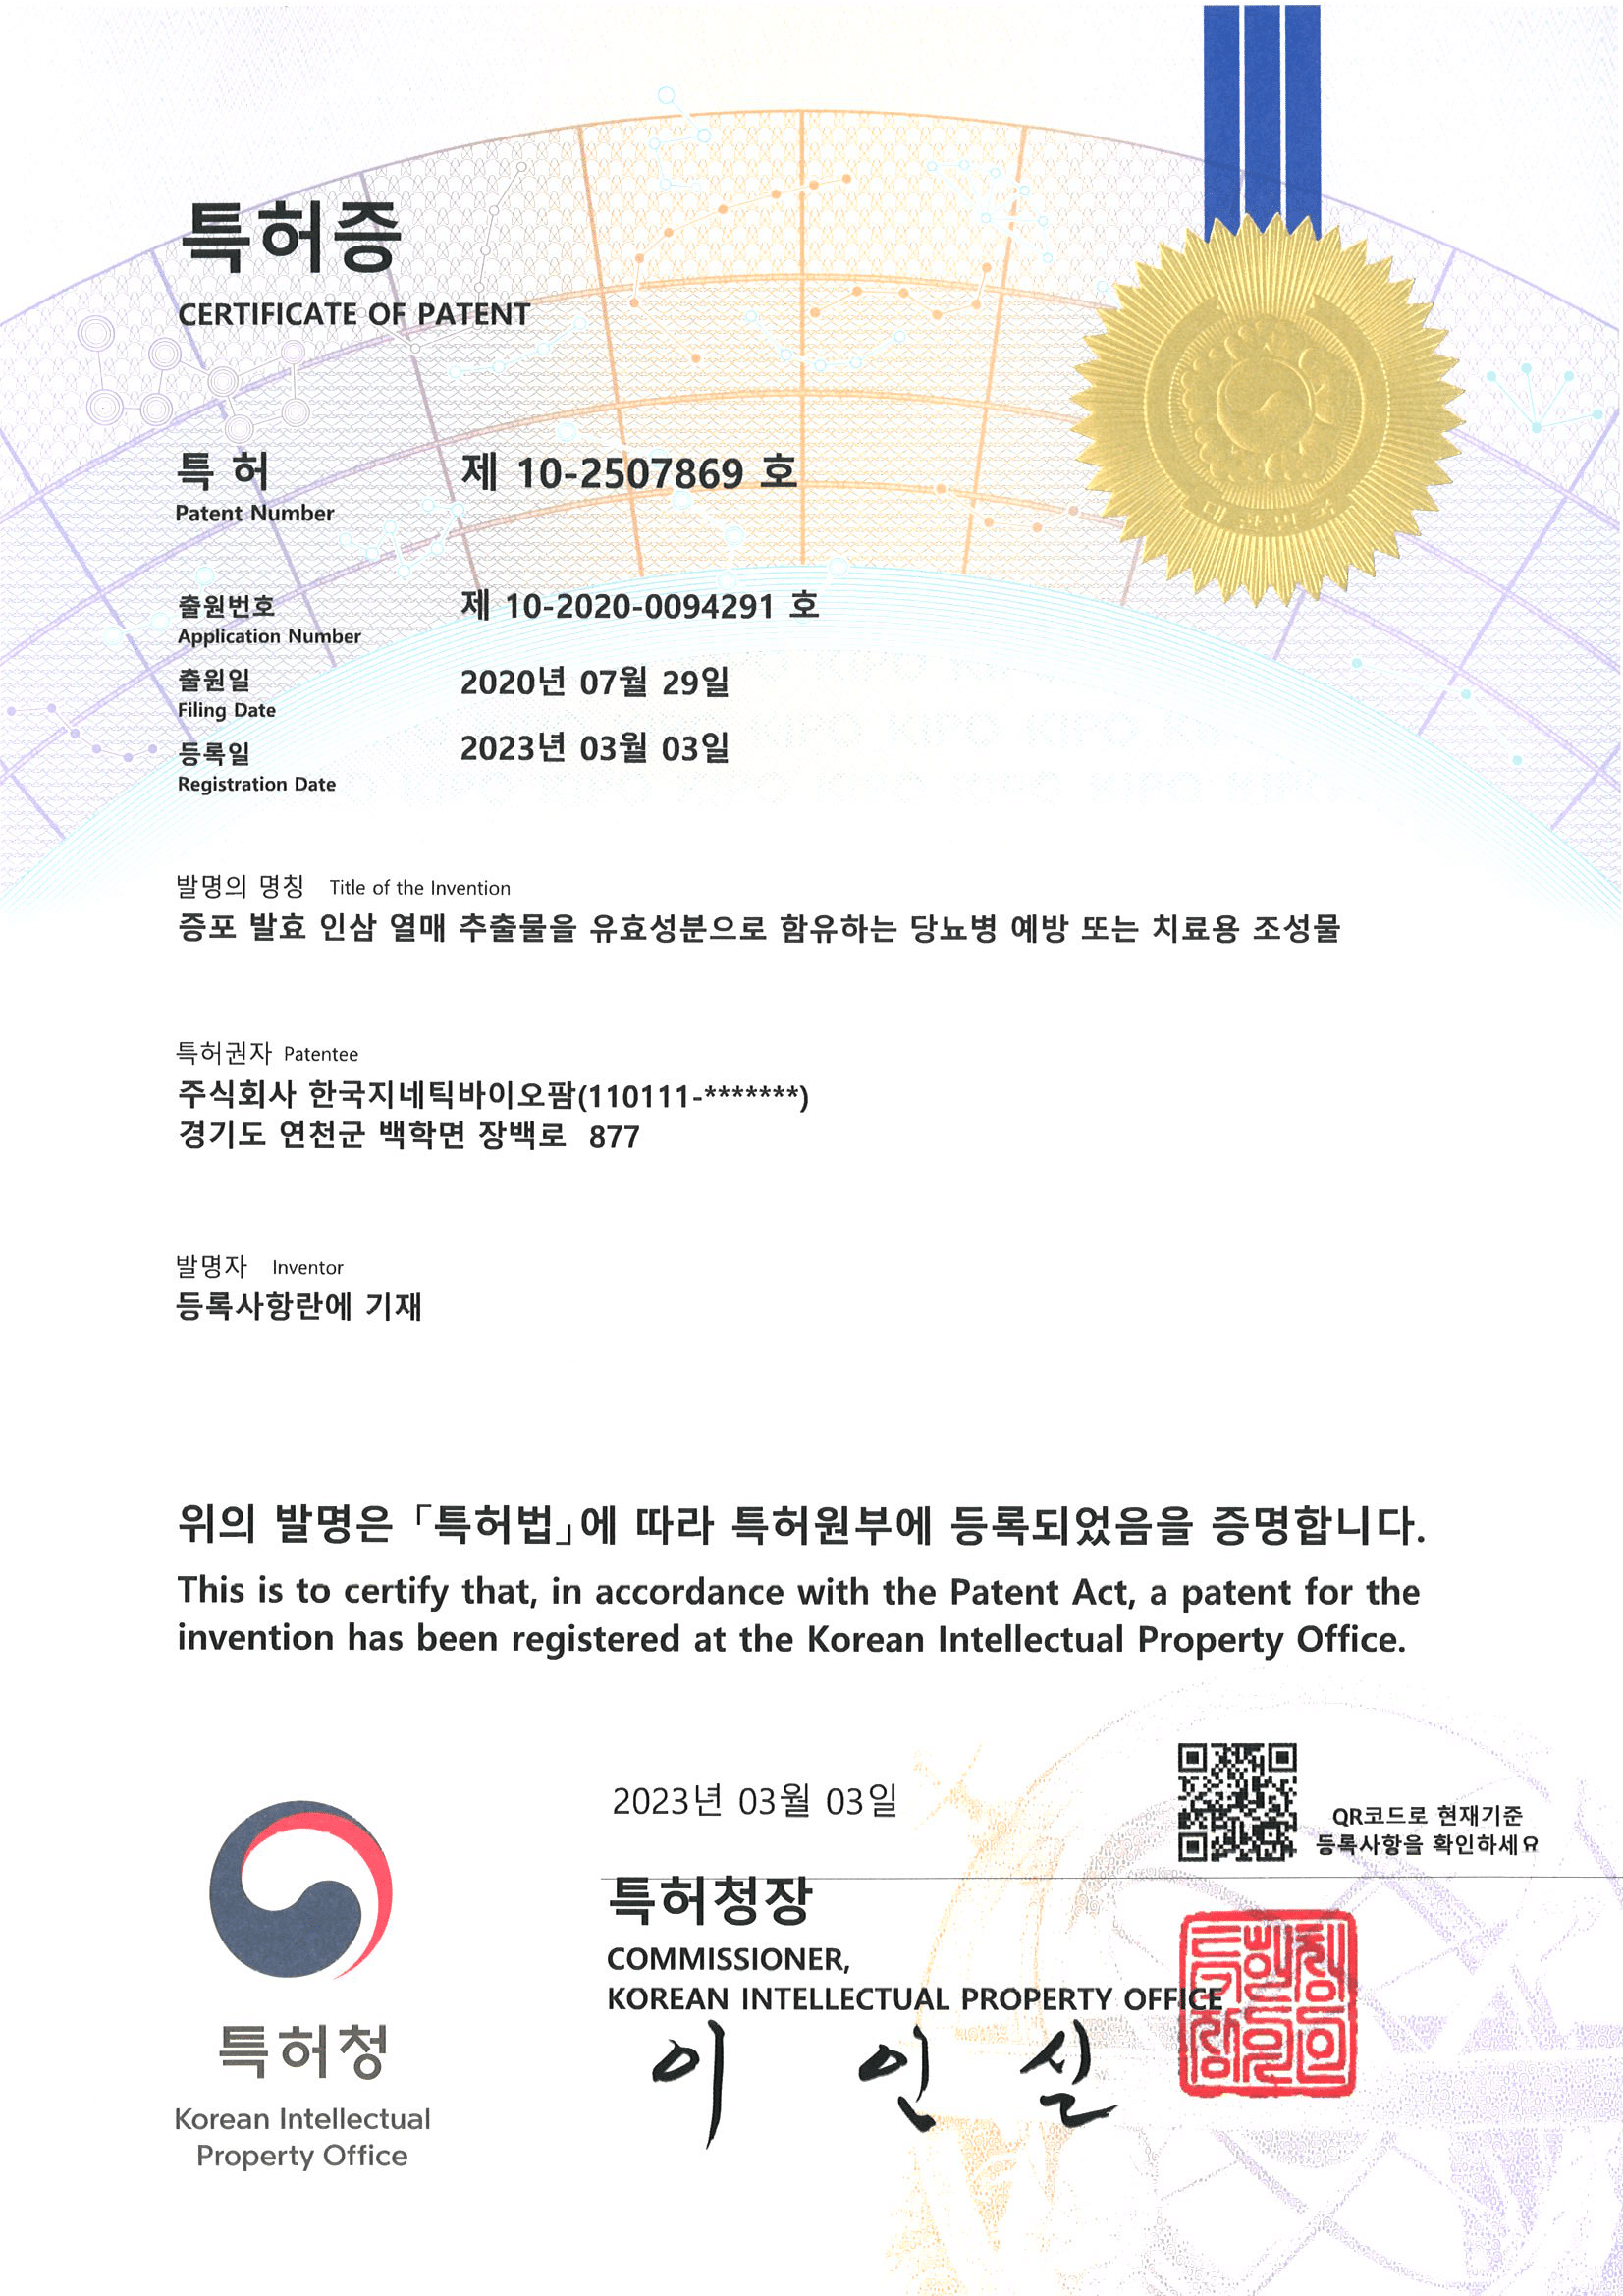 특허증
CERTIFICATE OF PATENT
특 허
Patent Number
제 10-2507869 호
출원번호
Application Number
제 10-2020-0094291 호
출원일
Filing Date
2020년 07월 29일
등록일
Registration Date
2023년 03월 03일
대한민국
발명의 명칭 Title of the Invention
증포 발효 인삼 열매 추출물을 유효성분으로 함유하는 당뇨병 예방 또는 치료용 조성물
특허권자 Patentee
주식회사 한국지네틱바이오팜(110111-*******)
경기도 연천군 백학면 장백로 877
발명자 Inventor
등록사항란에 기재
위의 발명은 「특허법」에 따라 특허원부에 등록되었음을 증명합니다.
This is to certify that, in accordance with the Patent Act, a patent for the
invention has been registered at the Korean Intellectual Property Office.
2023년 03월 03일
QR코드로 현재기준
등록사항을 확인하세요
특허청장
COMMISSIONER,
KOREAN INTELLECTUAL PROPERTY OFFICE
이 인 실
특허청
Korean Intellectual
Property Office